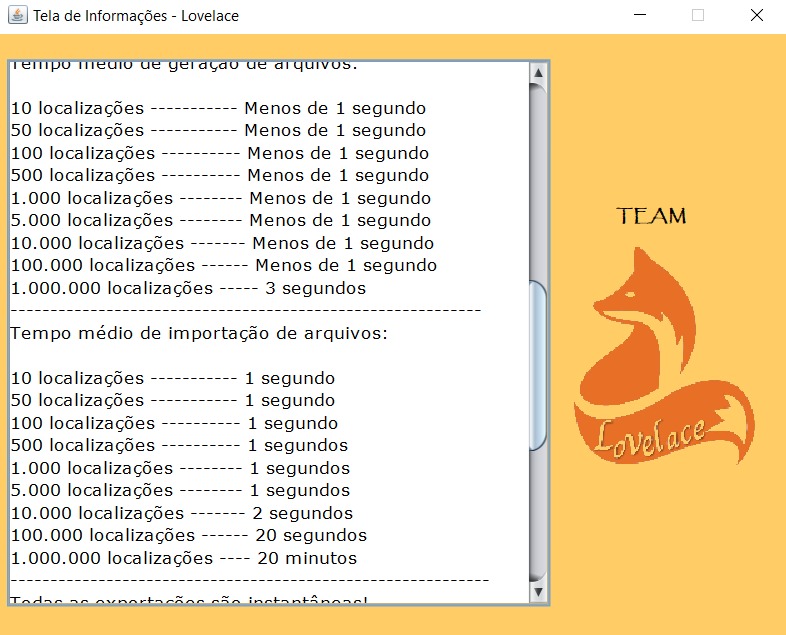 Tela de Informações - Lovelace
Tempo médio de geração de arquivos:
10 localizações ----------- Menos de 1 segundo
50 localizações ----------- Menos de 1 segundo
100 localizações ---------- Menos de 1 segundo
500 localizações ---------- Menos de 1 segundo
1.000 localizações -------- Menos de 1 segundo
5.000 localizações -------- Menos de 1 segundo
10.000 localizações ------- Menos de 1 segundo
100.000 localizações ------ Menos de 1 segundo
1.000.000 localizações ----- 3 segundos
------------------------------------------------------------
Tempo médio de importação de arquivos:
10 localizações ----------- 1 segundo
50 localizações ----------- 1 segundo
100 localizações ---------- 1 segundo
500 localizações ---------- 1 segundos
1.000 localizações -------- 1 segundos
5.000 localizações -------- 1 segundos
10.000 localizações ------- 2 segundos
100.000 localizações ------ 20 segundos
1.000.000 localizações ---- 20 minutos
-------------------------------------------------------------
Todas as exportações são instantâneas!
TEAM
Lovelace